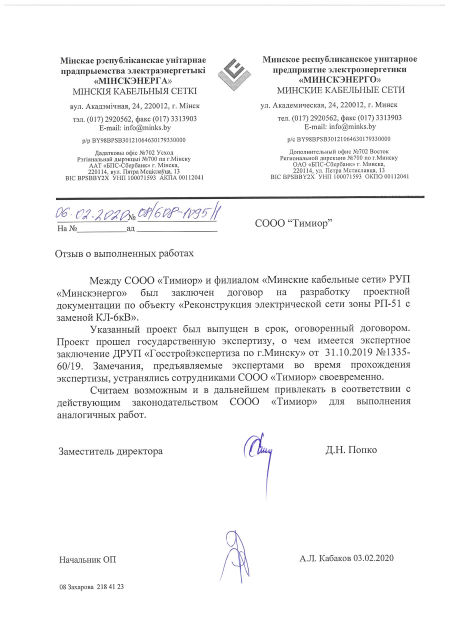 Мінскае рэспубліканскае унітарнае
прадпрыемства электраэнергетыкі
«МІНСКЭНЕРГА»
МІНСКІЯ КАБЕЛЬНЫЯ СЕТКІ
вул. Акадэмічная, 24, 220012, г. Мінск
тэл. (017) 2920562, факс (017) 3313903
E-mail: info@minks.by
р/р BY98BPSB30121064630179330000
Дадатковы офіс №702 Усход
Рэгіянальнай дырэкцыі №700 па г.Мінску
ААТ «БПС-Сбербанк» г. Мінск,
220114, вул. Пятра Мсціслаўца, 13
BIC BPSBBY2X УНП 100071593 АКПА 00112041
Минское республиканское унитарное
предприятие электроэнергетики
«МИНСКЭНЕРГО»
МИНСКИЕ КАБЕЛЬНЫЕ СЕТИ
ул. Академическая, 24, 220012, г. Минск
тел. (017) 2920562, факс (017) 3313903
E-mail: info@minks.by
р/с BY98BPSB30121064630179330000
Дополнительный офис №702 Восток
Региональной дирекции №700 по г.Минску
ОАО «БПС-Сбербанк» г. Минск,
220114, ул. Петра Мстиславца, 13
BIC BPSBBY2X УНП 100071593 ОКПО 00112041
06.02.2020 № 08/608-1095/1
На №             ад
СООО “Тимиор”
Отзыв о выполненных работах
Между СООО «Тимиор» и филиалом «Минские кабельные сети» РУП
«Минскэнерго» был заключен договор на разработку проектной
документации по объекту «Реконструкция электрической сети зоны РП-51 с
заменой КЛ-6кВ».
Указанный проект был выпущен в срок, оговоренный договором.
Проект прошел государственную экспертизу, о чем имеется экспертное
заключение ДРУП «Госстройэкспертиза по г.Минску» от 31.10.2019 №1335-
60/19. Замечания, предъявляемые экспертами во время прохождения
экспертизы, устранялись сотрудниками СООО «Тимиор» своевременно.
Считаем возможным и в дальнейшем привлекать в соответствии с
действующим законодательством СООО «Тимиор» для выполнения
аналогичных работ.
Заместитель директора
Д.Н. Попко
Начальник ОП
А.Л. Кабаков 03.02.2020
08 Захарова 218 41 23